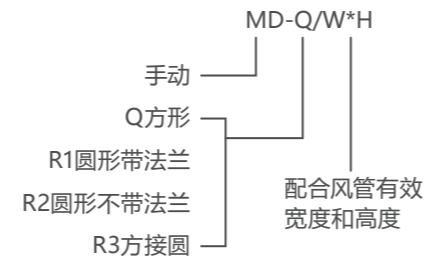 MD-Q/W*H
手动
Q方形
R1圆形带法兰
R2圆形不带法兰
R3方接圆
配合风管有效
宽度和高度